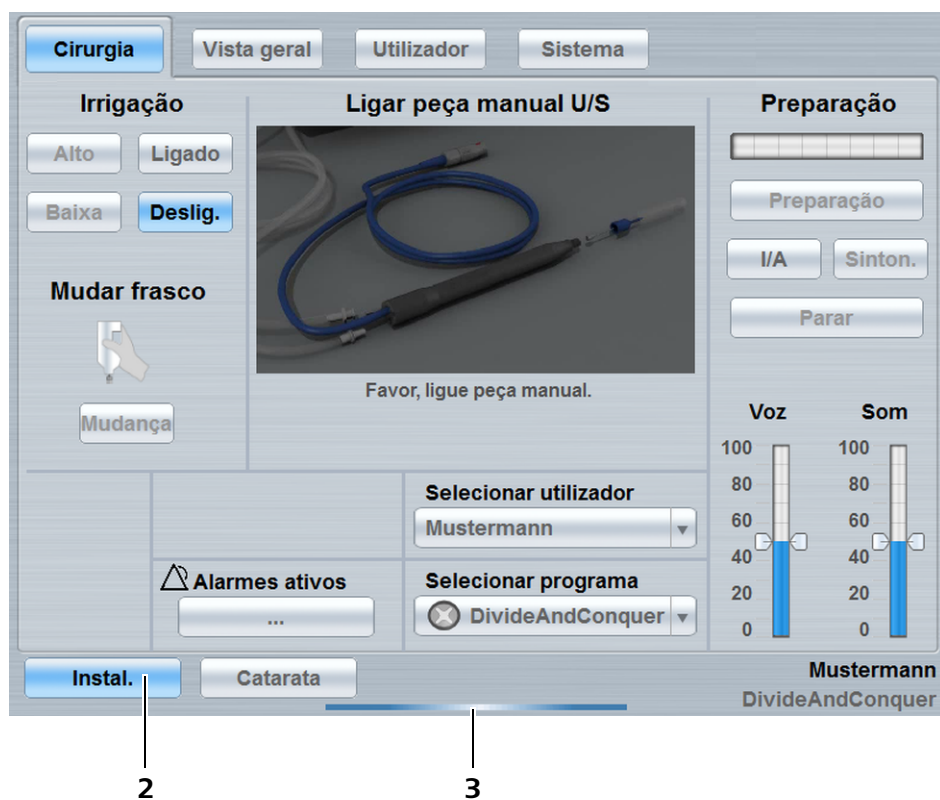 Cirurgia
Vista geral
Utilizador
Sistema
Irrigação
Alto
Ligado
Baixa
Deslig.
Mudar frasco
Mudança
Ligar peça manual U/S
Favor, ligue peça manual.
Preparação
Preparação
I/A
Sinton.
Parar
Voz
Som
100
100
80
80
60
60
40
40
20
20
0
0
Selecionar utilizador
Mustermann
Alarmes ativos
...
Selecionar programa
DivideAndConquer
Instal.
Catarata
Mustermann
DivideAndConquer
2
3